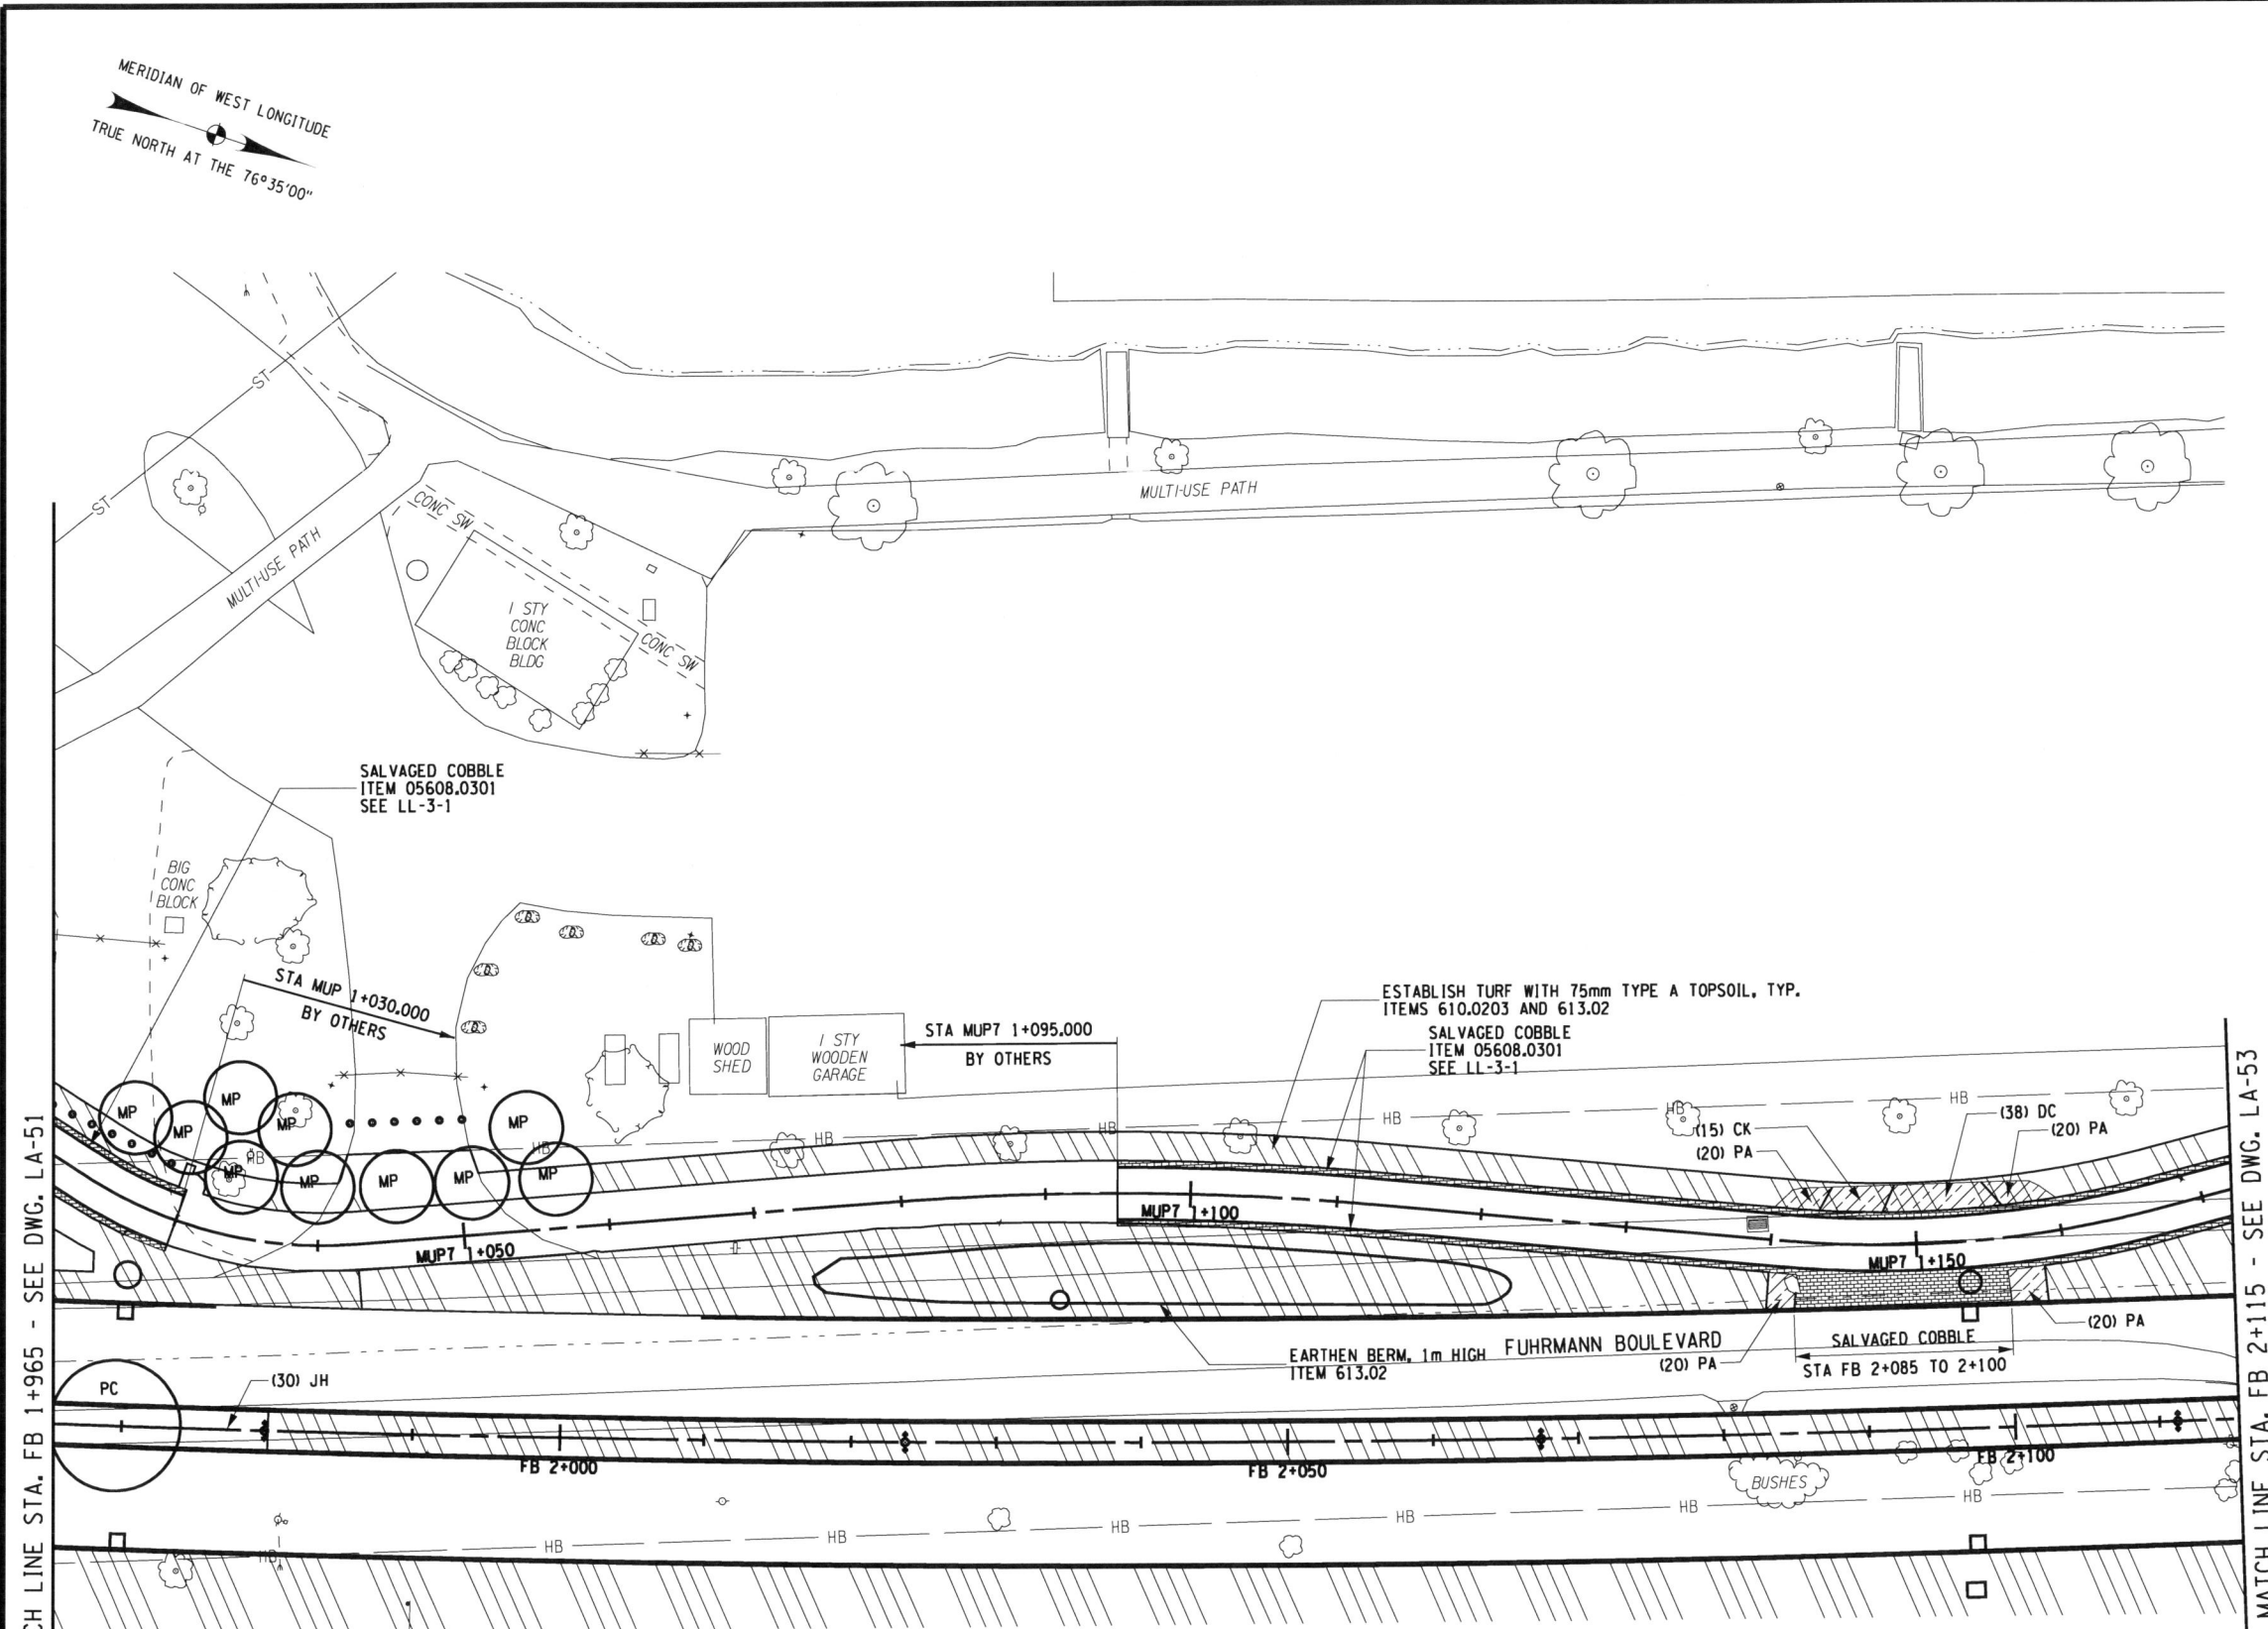 MERIDIAN OF WEST LONGITUDE
TRUE NORTH AT THE 76°35'00"
ST
ST
MULTI-USE PATH
CONC SW
1 STY
CONC
BLOCK
BLDG
CONC SW
MULTI-USE PATH
SALVAGED COBBLE
ITEM 05608.0301
SEE LL-3-1
BIG
CONC
BLOCK
STA MUP 1+030.000
BY OTHERS
WOOD
SHED
1 STY
WOODEN
GARAGE
STA MUP7 1+095.000
BY OTHERS
ESTABLISH TURF WITH 75mm TYPE A TOPSOIL, TYP.
ITEMS 610.0203 AND 613.02
SALVAGED COBBLE
ITEM 05608.0301
SEE LL-3-1
MP
MP
MP
MP
MP
MP
MP
MP
MP
MP
HB
HB
HB
HB
HB
HB
HB
(15) CK
(20) PA
(38) DC
(20) PA
MUP7 1+050
MUP7 1+100
MUP7 1+150
EARTHEN BERM, 1m HIGH
ITEM 613.02
FUHRMANN BOULEVARD
(20) PA
SALVAGED COBBLE
STA FB 2+085 TO 2+100
(20) PA
PC
(30) JH
FB 2+000
FB 2+050
FB 2+100
BUSHES
HB
HB
HB
HB
HB
HB
HB
CH LINE STA. FB 1+965 - SEE DWG. LA-51
MATCH LINE STA. FB 2+115 - SEE DWG. LA-53